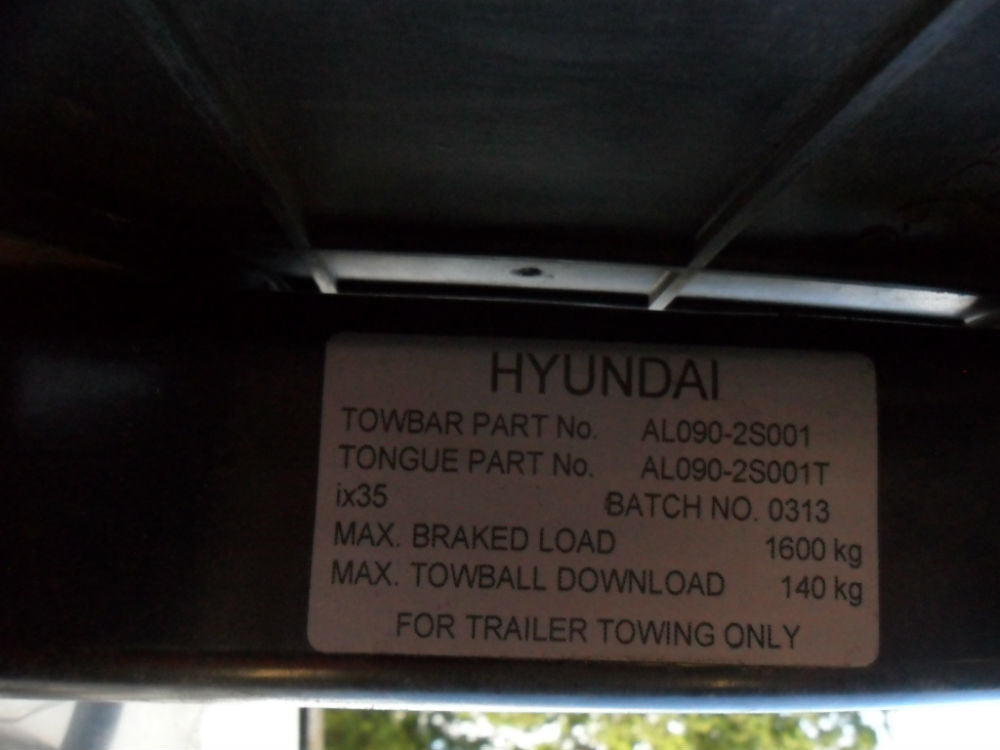 HYUNDAI
TOWBAR PART No. AL090-2S001
TONGUE PART No. AL090-2S001T
ix35 BATCH NO. 0313
MAX. BRAKED LOAD 1600 kg
MAX. TOWBALL DOWNLOAD 140 kg
FOR TRAILER TOWING ONLY